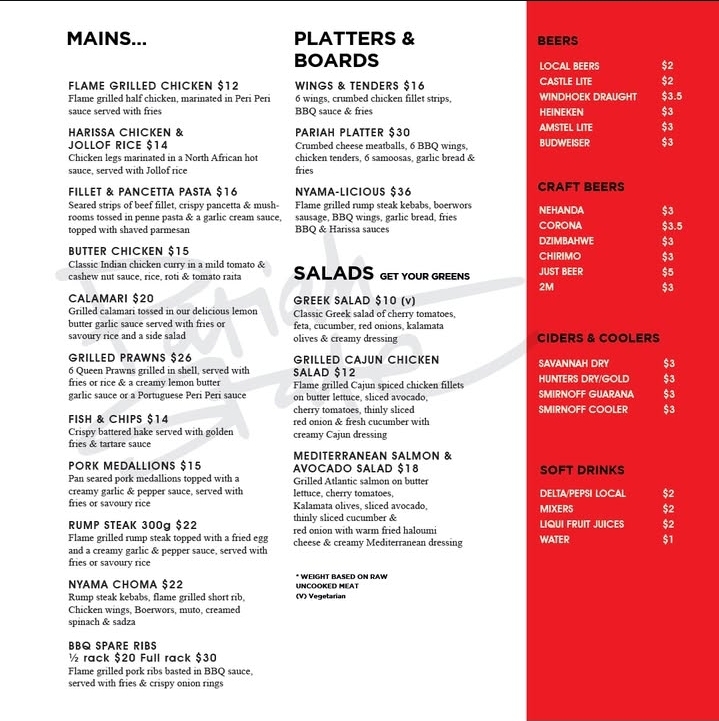 MAINS...
FLAME GRILLED CHICKEN $12
Flame grilled half chicken, marinated in Peri Peri
sauce served with fries
HARISSA CHICKEN &
JOLLOF RICE $14
Chicken legs marinated in a North African hot
sauce, served with Jollof rice
FILLET & PANCETTA PASTA $16
Seared strips of beef fillet, crispy pancetta & mush-
rooms tossed in penne pasta & a garlic cream sauce,
topped with shaved parmesan
BUTTER CHICKEN $15
Classic Indian chicken curry in a mild tomato &
cashew nut sauce, rice, roti & tomato raita
CALAMARI $20
Grilled calamari tossed in our delicious lemon
butter garlic sauce served with fries or
savoury rice and a side salad
GRILLED PRAWNS $26
6 Queen Prawns grilled in shell, served with
fries or rice & a creamy lemon butter
garlic sauce or a Portuguese Peri Peri sauce
FISH & CHIPS $14
Crispy battered hake served with golden
fries & tartare sauce
PORK MEDALLIONS $15
Pan seared pork medallions topped with a
creamy garlic & pepper sauce, served with
fries or savoury rice
RUMP STEAK 300g $22
Flame grilled rump steak topped with a fried egg
and a creamy garlic & pepper sauce, served with
fries or savoury rice
NYAMA CHOMA $22
Rump steak kebabs, flame grilled short rib,
Chicken wings, Boerwors, muto, creamed
spinach & sadza
BBQ SPARE RIBS
½ rack $20 Full rack $30
Flame grilled pork ribs basted in BBQ sauce,
served with fries & crispy onion rings
PLATTERS &
BOARDS
WINGS & TENDERS $16
6 wings, crumbed chicken fillet strips,
BBQ sauce & fries
PARIAH PLATTER $30
Crumbed cheese meatballs, 6 BBQ wings,
chicken tenders, 6 samoosas, garlic bread &
fries
NYAMA-LICIOUS $36
Flame grilled rump steak kebabs, boerwors
sausage, BBQ wings, garlic bread, fries
BBQ & Harissa sauces
SALADS GET YOUR GREENS
GREEK SALAD $10 (v)
Classic Greek salad of cherry tomatoes,
feta, cucumber, red onions, kalamata
olives & creamy dressing
GRILLED CAJUN CHICKEN
SALAD $12
Flame grilled Cajun spiced chicken fillets
on butter lettuce, sliced avocado,
cherry tomatoes, thinly sliced
red onion & fresh cucumber with
creamy Cajun dressing
MEDITERRANEAN SALMON &
AVOCADO SALAD $18
Grilled Atlantic salmon on butter
lettuce, cherry tomatoes,
Kalamata olives, sliced avocado,
thinly sliced cucumber &
red onion with warm fried haloumi
cheese & creamy Mediterranean dressing
* WEIGHT BASED ON RAW
UNCOOKED MEAT
(V) Vegetarian
Pariah
State
BEERS
LOCAL BEERS $2
CASTLE LITE $2
WINDHOEK DRAUGHT $3.5
HEINEKEN $3
AMSTEL LITE $3
BUDWEISER $3
CRAFT BEERS
NEHANDA $3
CORONA $3.5
DZIMBAHWE $3
CHIRIMO $3
JUST BEER $5
2M $3
CIDERS & COOLERS
SAVANNAH DRY $3
HUNTERS DRY/GOLD $3
SMIRNOFF GUARANA $3
SMIRNOFF COOLER $3
SOFT DRINKS
DELTA/PEPSI LOCAL $2
MIXERS $2
LIQUI FRUIT JUICES $2
WATER $1